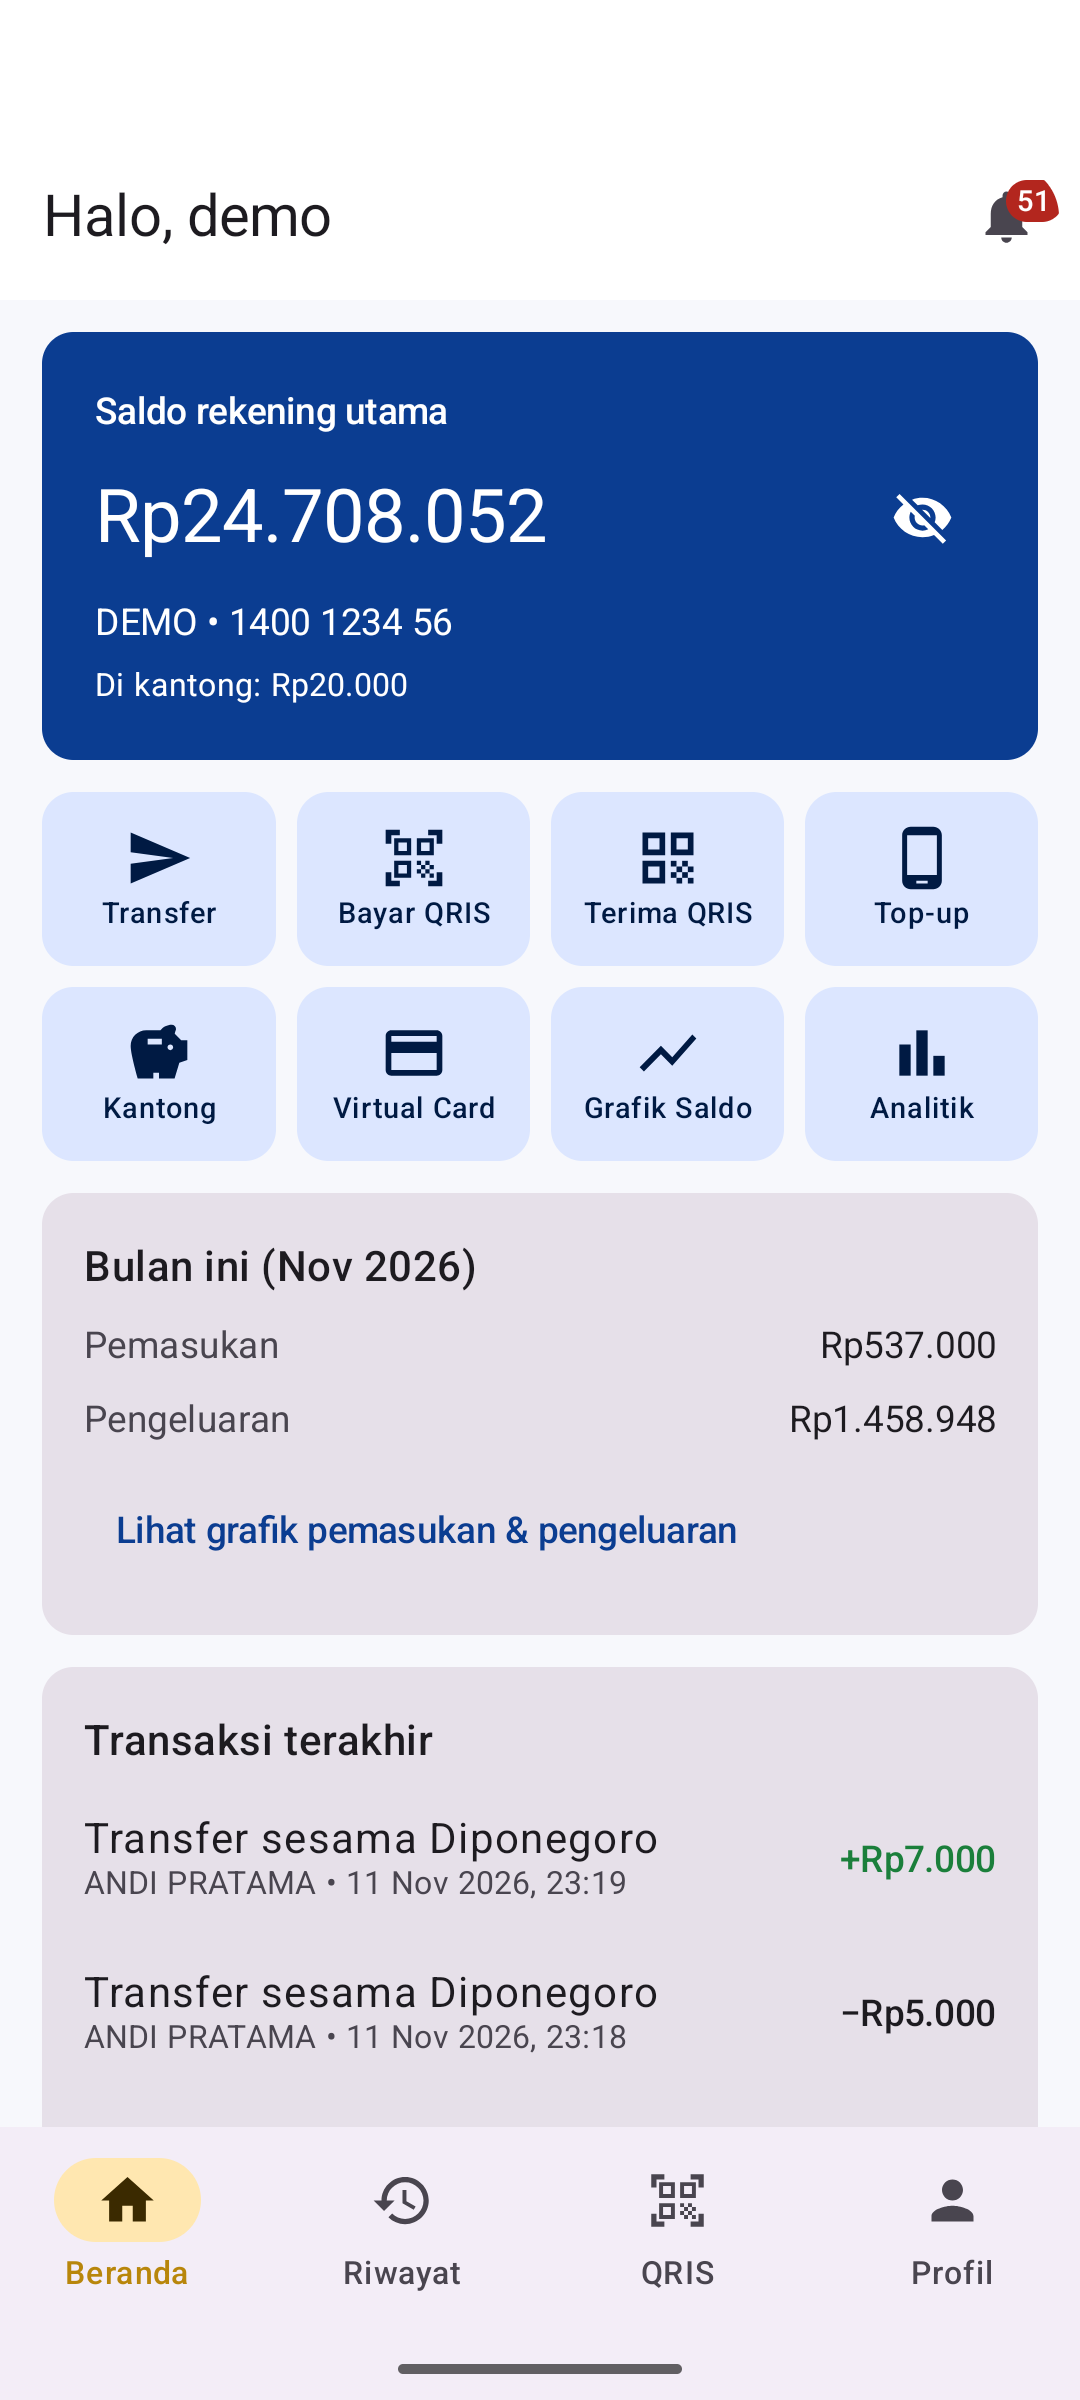 Halo, demo
51
Saldo rekening utama
Rp24.708.052
DEMO • 1400 1234 56
Di kantong: Rp20.000
Transfer
Bayar QRIS
Terima QRIS
Top-up
Kantong
Virtual Card
Grafik Saldo
Analitik
Bulan ini (Nov 2026)
Pemasukan Rp537.000
Pengeluaran Rp1.458.948
Lihat grafik pemasukan & pengeluaran
Transaksi terakhir
Transfer sesama Diponegoro
ANDI PRATAMA • 11 Nov 2026, 23:19
+Rp7.000
Transfer sesama Diponegoro
ANDI PRATAMA • 11 Nov 2026, 23:18
−Rp5.000
Beranda
Riwayat
QRIS
Profil